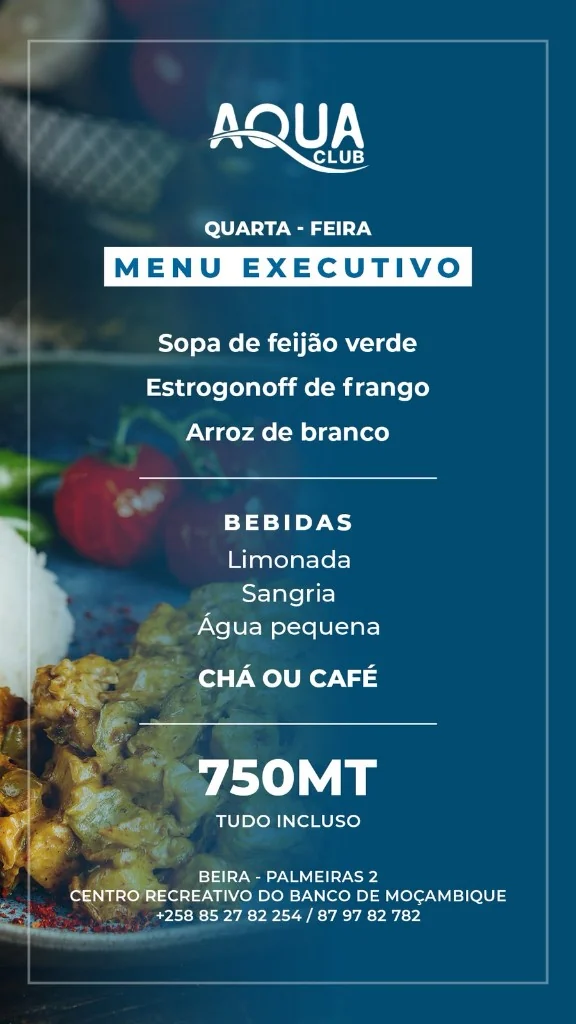 AQUA
CLUB
QUARTA - FEIRA
MENU EXECUTIVO
Sopa de feijão verde
Estrogonoff de frango
Arroz de branco
BEBIDAS
Limonada
Sangria
Água pequena
CHÁ OU CAFÉ
750MT
TUDO INCLUSO
BEIRA - PALMEIRAS 2
CENTRO RECREATIVO DO BANCO DE MOÇAMBIQUE
+258 85 27 82 254 / 87 97 82 782